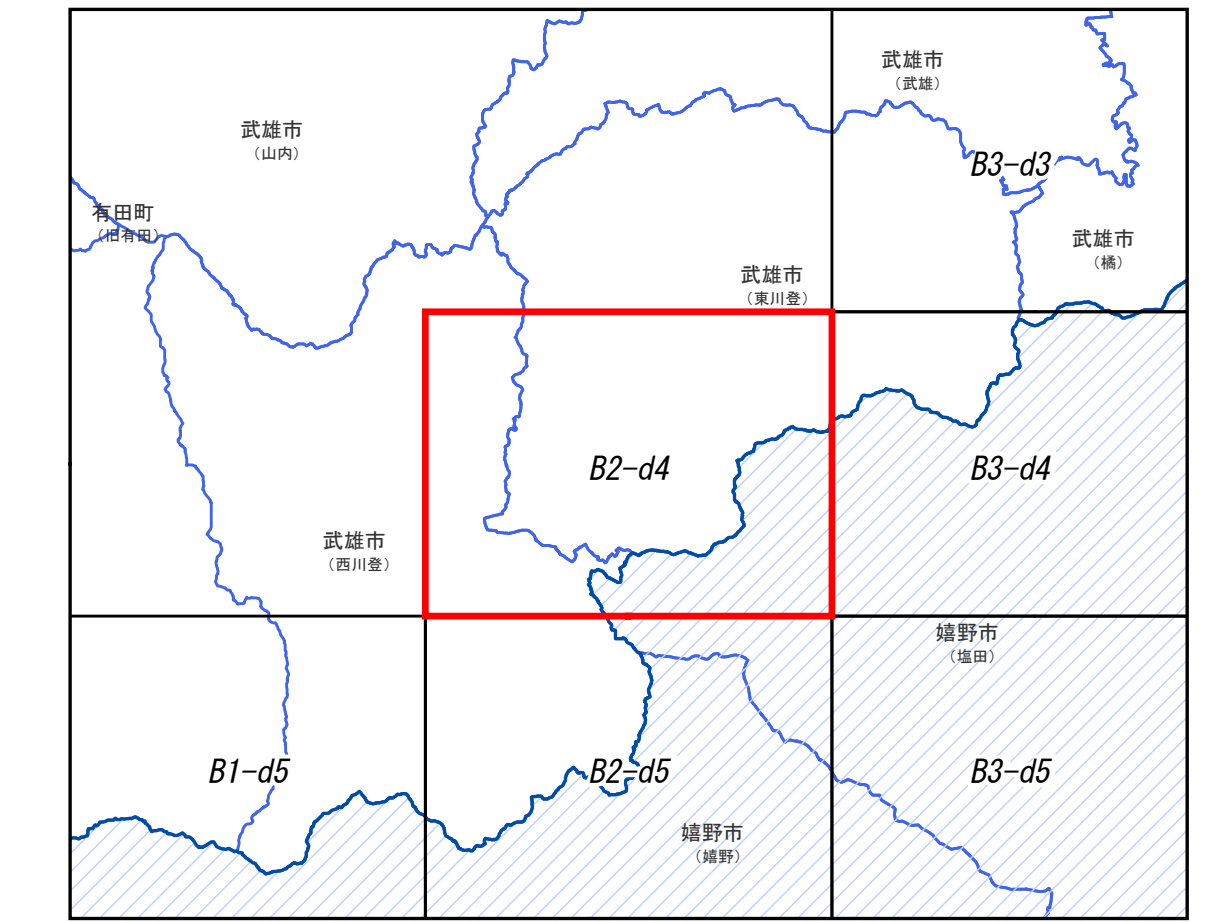 武雄市
（武雄）
武雄市
（山内）
B3-d3
有田町
（旧有田）
武雄市
（橘）
武雄市
（東川登）
B2-d4
B3-d4
武雄市
（西川登）
嬉野市
（塩田）
B1-d5
B2-d5
B3-d5
嬉野市
（嬉野）